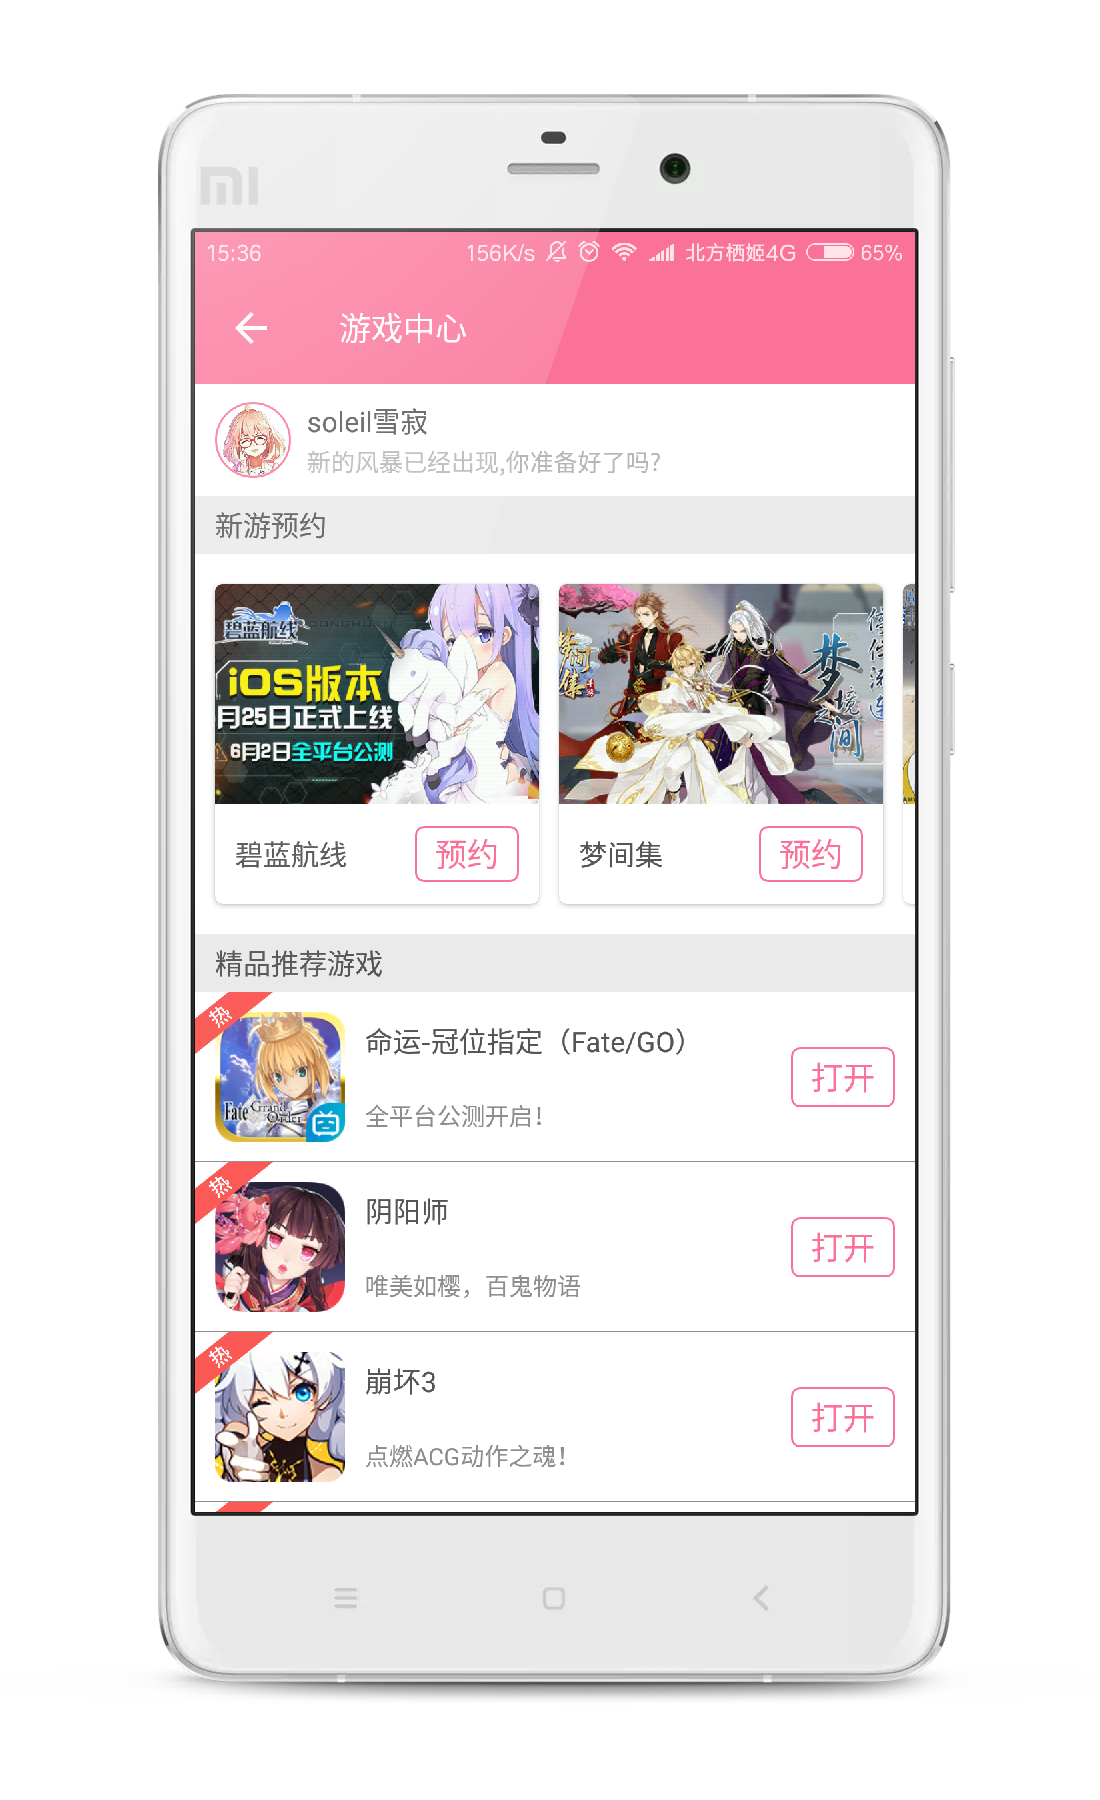 mi
15:36 156K/s 北方栖姬4G 65%
游戏中心
soleil雪寂
新的风暴已经出现,你准备好了吗?
新游预约
碧蓝航线
iOS版本
月25日正式上线
6月2日全平台公测
梦间集
梦之境间
碧蓝航线 预约
梦间集 预约
精品推荐游戏
热
命运-冠位指定（Fate/GO）
全平台公测开启！
打开
Fate Grand Order
热
阴阳师
唯美如樱，百鬼物语
打开
热
崩坏3
点燃ACG动作之魂！
打开